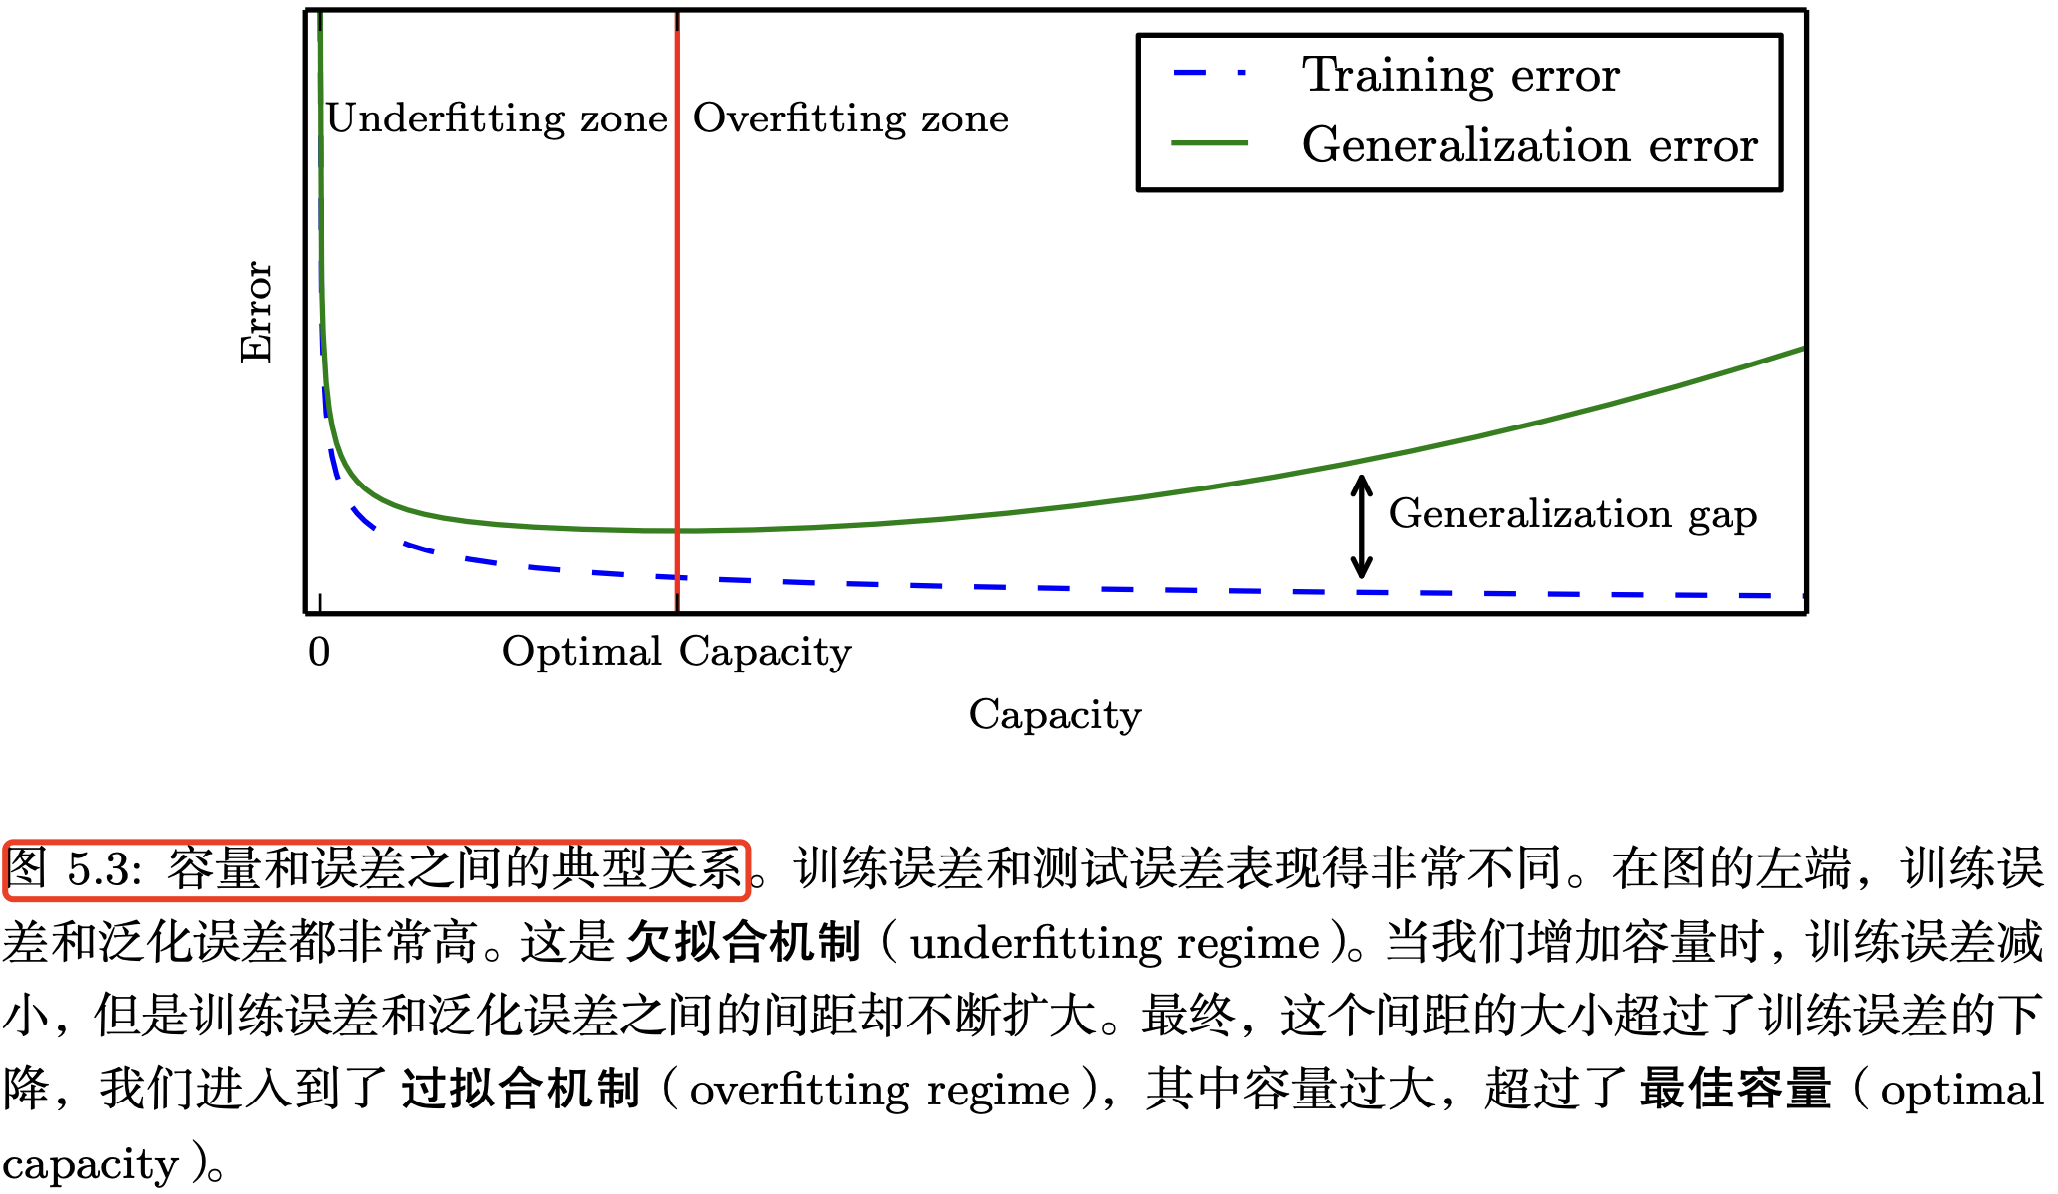 Training error
Generalization error
Underfitting zone
Overfitting zone
Error
Generalization gap
0
Optimal Capacity
Capacity
图 5.3: 容量和误差之间的典型关系。训练误差和测试误差表现得非常不同。在图的左端，训练误
差和泛化误差都非常高。这是 欠拟合机制（underfitting regime）。当我们增加容量时，训练误差减
小，但是训练误差和泛化误差之间的间距却不断扩大。最终，这个间距的大小超过了训练误差的下
降，我们进入到了 过拟合机制（overfitting regime），其中容量过大，超过了 最佳容量（optimal
capacity）。